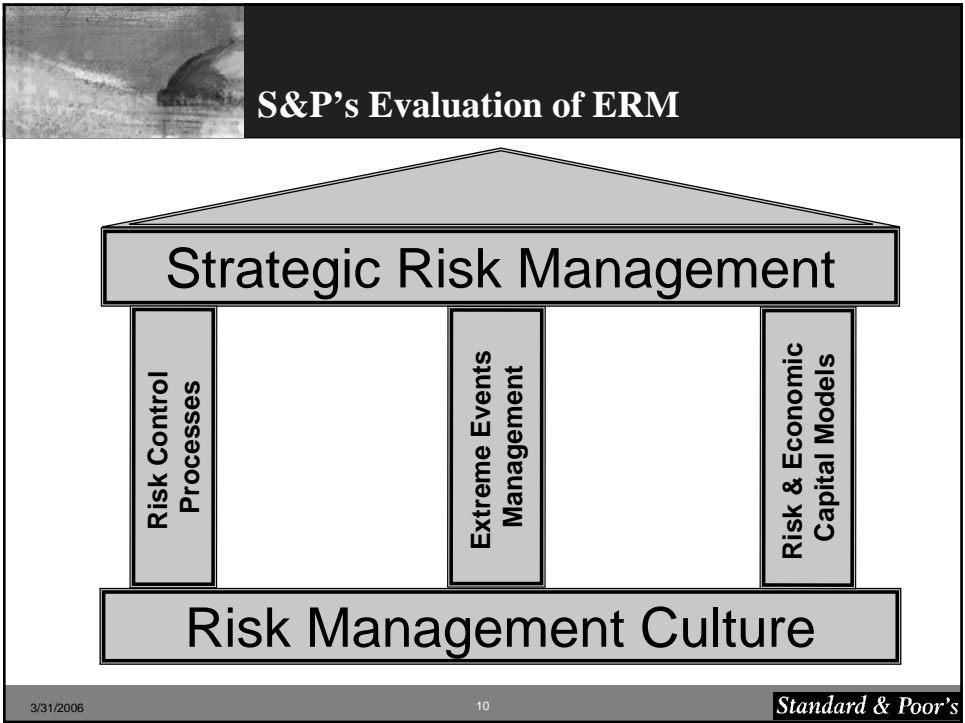 S&P's Evaluation of ERM
Strategic Risk Management
Risk Control
Processes
Extreme Events
Management
Risk & Economic
Capital Models
Risk Management Culture
3/31/2006
10
Standard & Poor's